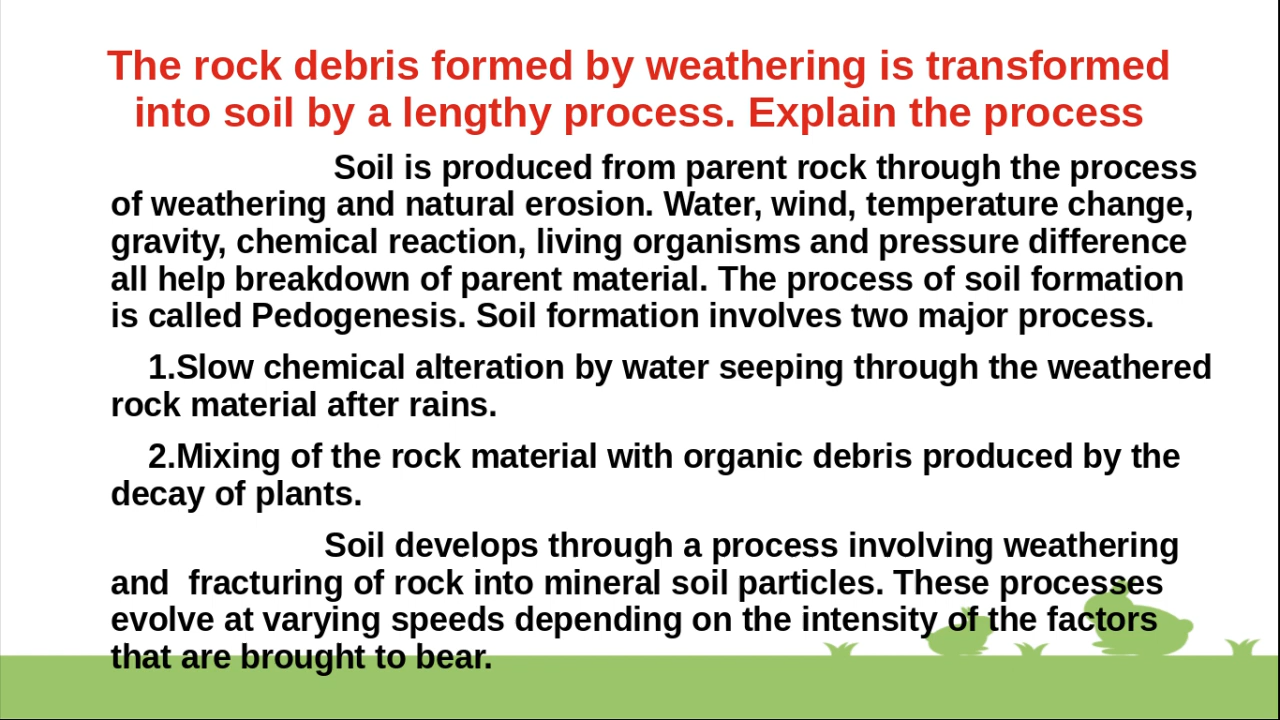 The rock debris formed by weathering is transformed
into soil by a lengthy process. Explain the process
Soil is produced from parent rock through the process
of weathering and natural erosion. Water, wind, temperature change,
gravity, chemical reaction, living organisms and pressure difference
all help breakdown of parent material. The process of soil formation
is called Pedogenesis. Soil formation involves two major process.
1.Slow chemical alteration by water seeping through the weathered
rock material after rains.
2.Mixing of the rock material with organic debris produced by the
decay of plants.
Soil develops through a process involving weathering
and  fracturing of rock into mineral soil particles. These processes
evolve at varying speeds depending on the intensity of the factors
that are brought to bear.